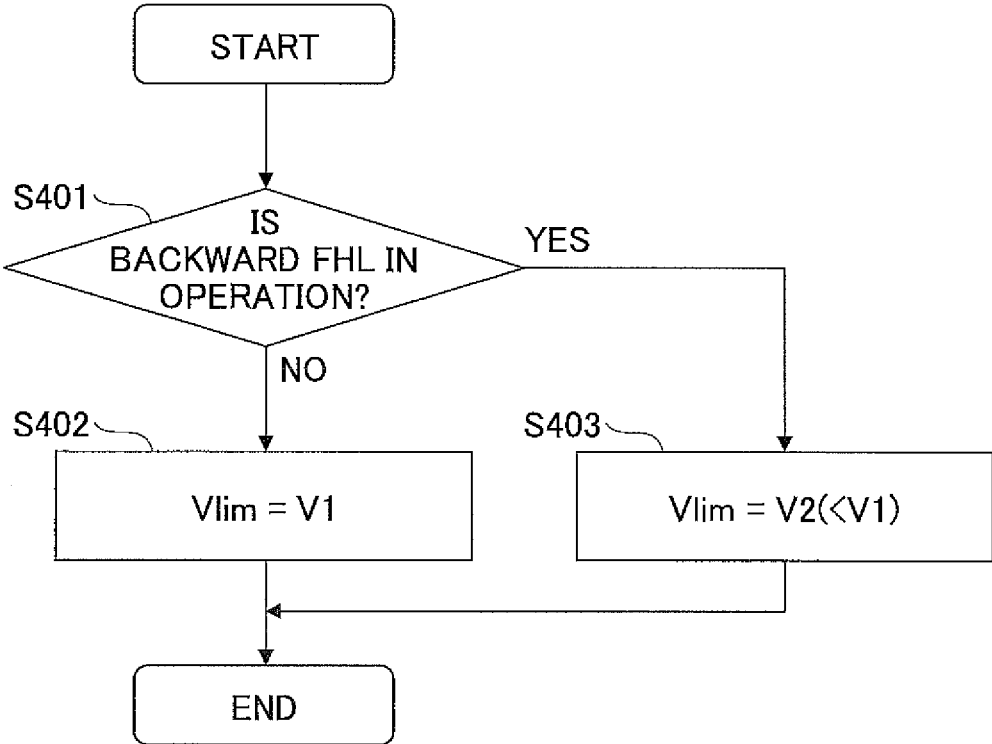 START
S401
IS
BACKWARD FHL IN
OPERATION?
YES
NO
S402
Vlim = V1
S403
Vlim = V2(<V1)
END